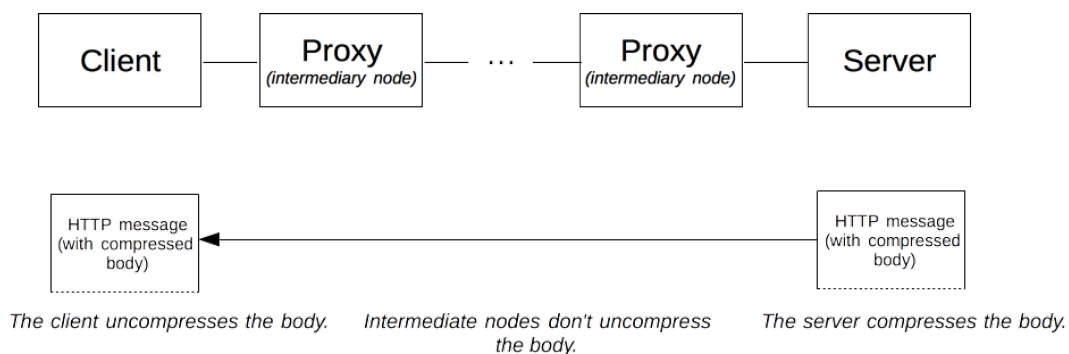 Client
Proxy
(intermediary node)
...
Proxy
(intermediary node)
Server
HTTP message
(with compressed
body)
HTTP message
(with compressed
body)
The client uncompresses the body.
Intermediate nodes don't uncompress
the body.
The server compresses the body.